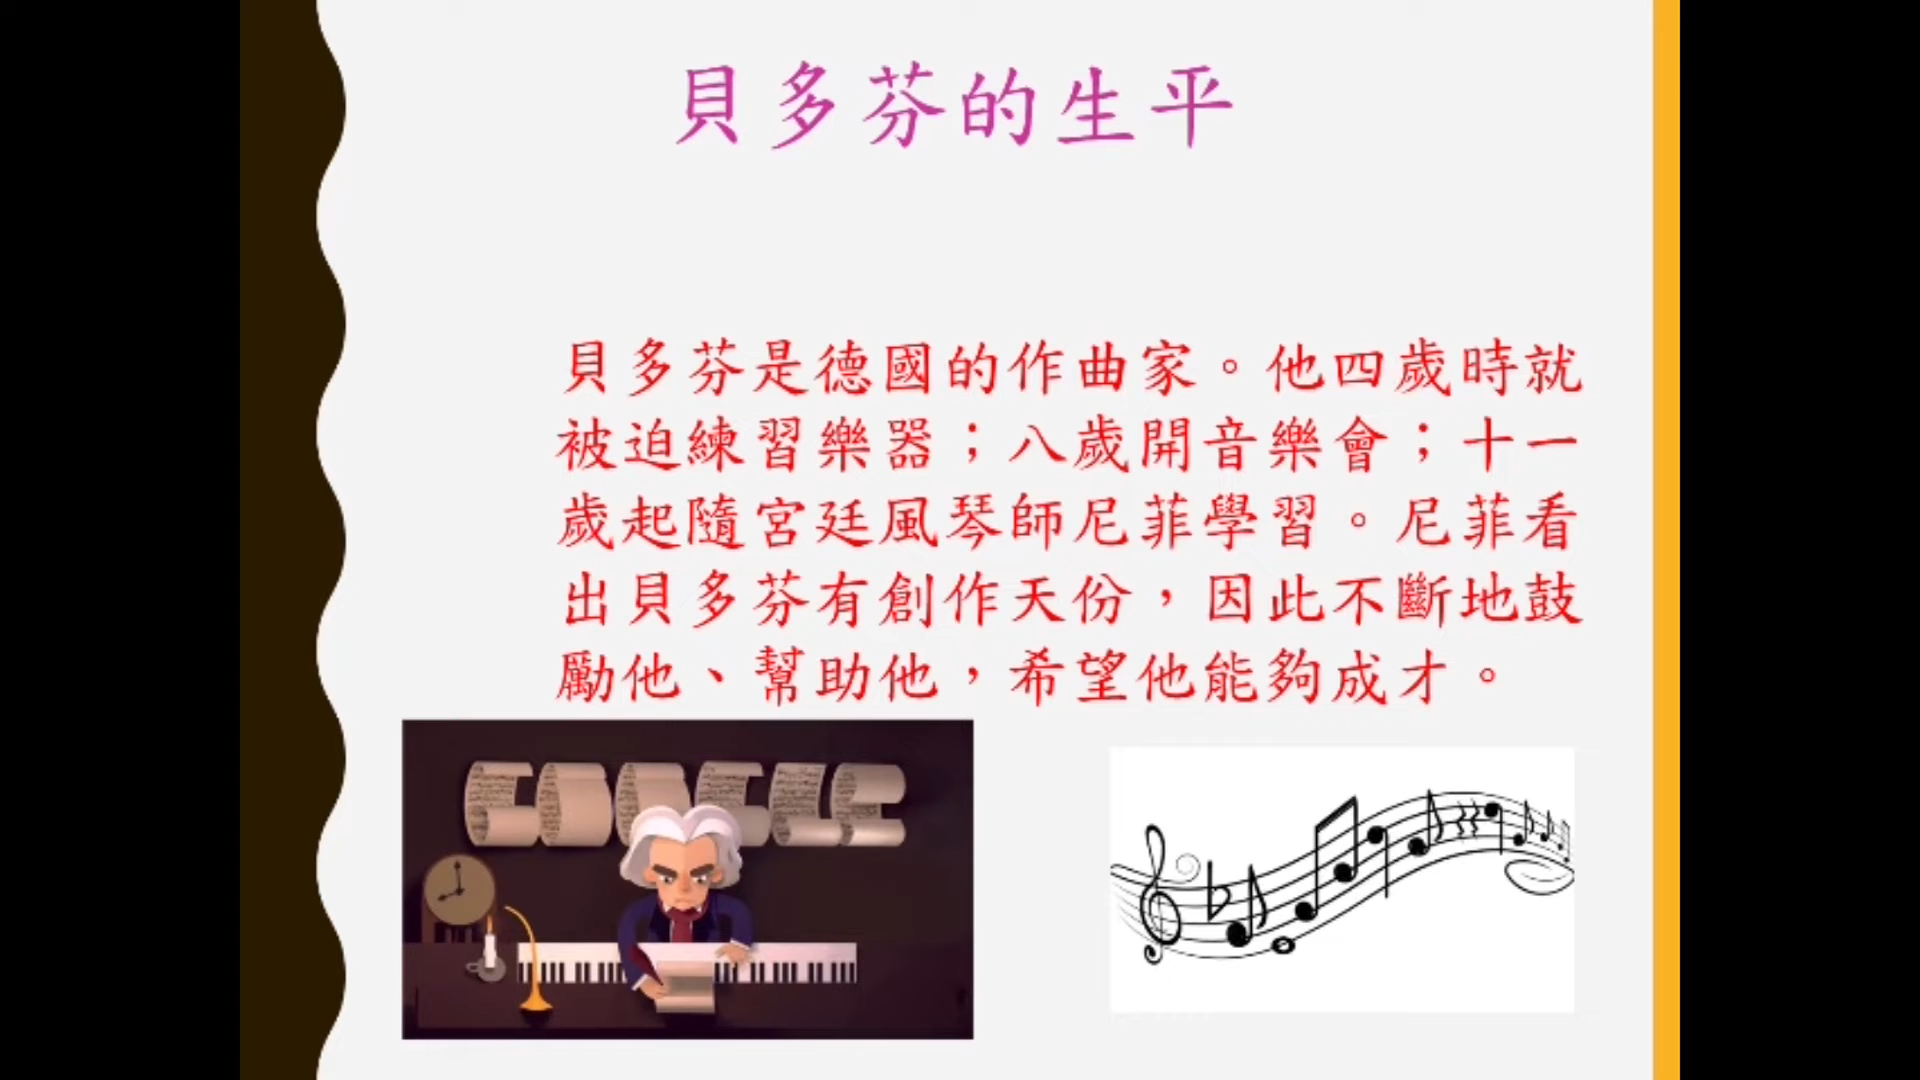 貝多芬的生平
貝多芬是德國的作曲家。他四歲時就
被迫練習樂器；八歲開音樂會；十一
歲起隨宮廷風琴師尼菲學習。尼菲看
出貝多芬有創作天份，因此不斷地鼓
勵他、幫助他，希望他能夠成才。
GOOGLE